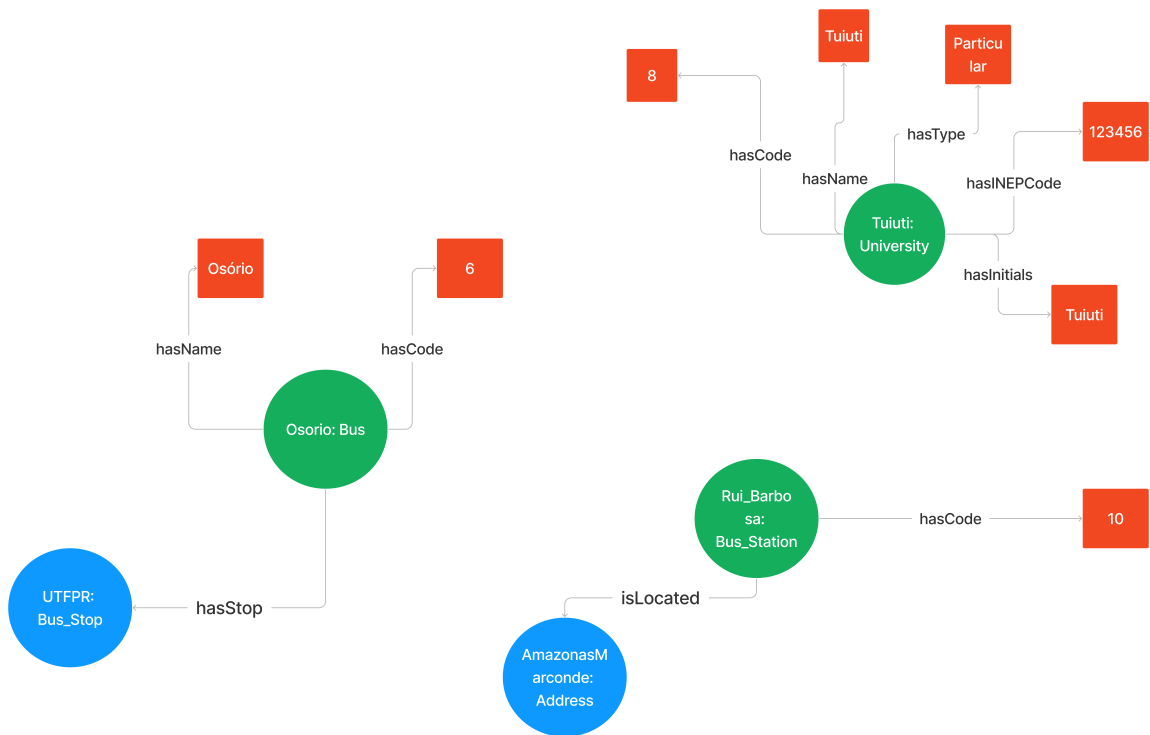 Tuiuti
Particu
lar
8
123456
hasType
hasCode
hasName
hasINEPCode
Tuiuti:
University
hasInitials
Tuiuti
Osório
6
hasName
hasCode
Osorio: Bus
Rui_Barbo
sa:
Bus_Station
hasCode
10
UTFPR:
Bus_Stop
hasStop
isLocated
AmazonasM
arconde:
Address